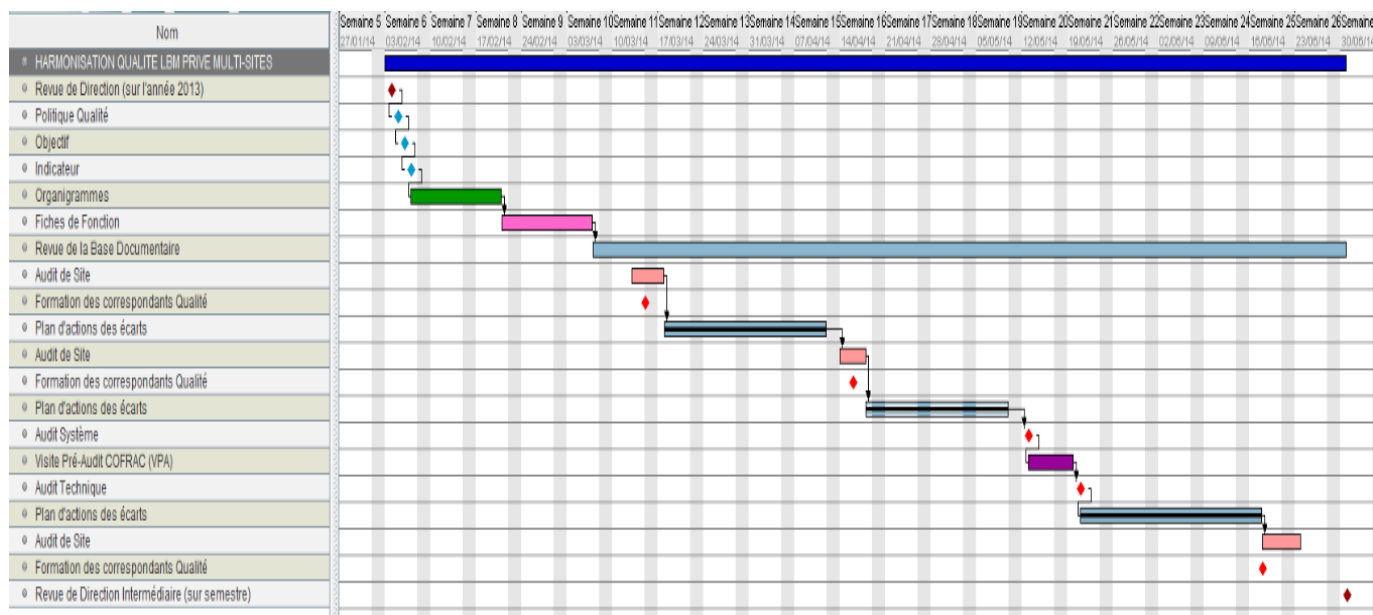 Nom
Semaine 5 Semaine 6 Semaine 7 Semaine 8 Semaine 9 Semaine 10 Semaine 11 Semaine 12 Semaine 13 Semaine 14 Semaine 15 Semaine 16 Semaine 17 Semaine 18 Semaine 19 Semaine 20 Semaine 21 Semaine 22 Semaine 23 Semaine 24 Semaine 25 Semaine 26 Semaine
27/01/14 03/02/14 10/02/14 17/02/14 24/02/14 03/03/14 10/03/14 17/03/14 24/03/14 31/03/14 07/04/14 14/04/14 21/04/14 28/04/14 05/05/14 12/05/14 19/05/14 26/05/14 02/06/14 09/06/14 16/06/14 23/06/14 30/06/14
HARMONISATION QUALITE LBM PRIVE MULTI-SITES
Revue de Direction (sur l'année 2013)
Politique Qualité
Objectif
Indicateur
Organigrammes
Fiches de Fonction
Revue de la Base Documentaire
Audit de Site
Formation des correspondants Qualité
Plan d'actions des écarts
Audit de Site
Formation des correspondants Qualité
Plan d'actions des écarts
Audit Système
Visite Pré-Audit COFRAC (VPA)
Audit Technique
Plan d'actions des écarts
Audit de Site
Formation des correspondants Qualité
Revue de Direction Intermédiaire (sur semestre)